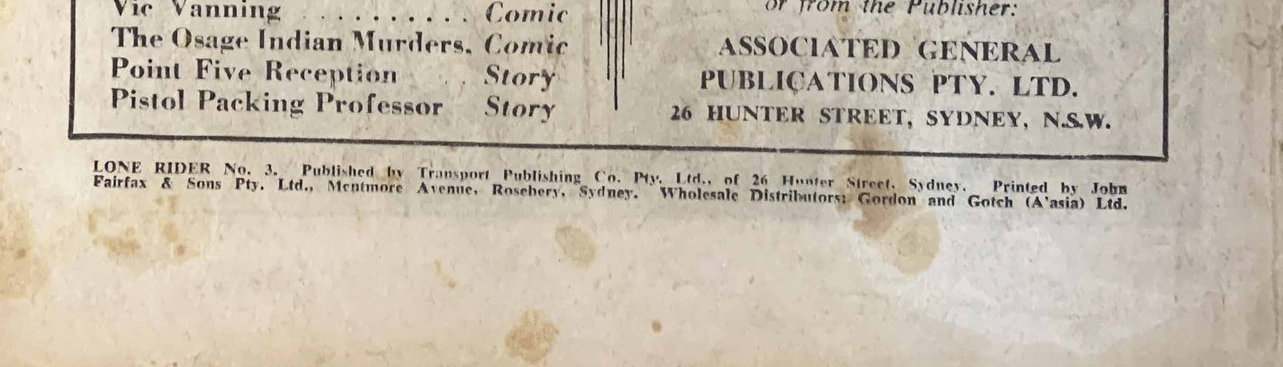 Vic Vanning .......... Comic
The Osage Indian Murders. Comic
Point Five Reception .. Story
Pistol Packing Professor Story
or from the Publisher:
ASSOCIATED GENERAL
PUBLICATIONS PTY. LTD.
26 HUNTER STREET, SYDNEY, N.S.W.
LONE RIDER No. 3. Published by Transport Publishing Co. Pty. Ltd., of 26 Hunter Street, Sydney. Printed by John
Fairfax & Sons Pty. Ltd., Mentmore Avenue, Rosebery, Sydney. Wholesale Distributors: Gordon and Gotch (A'asia) Ltd.